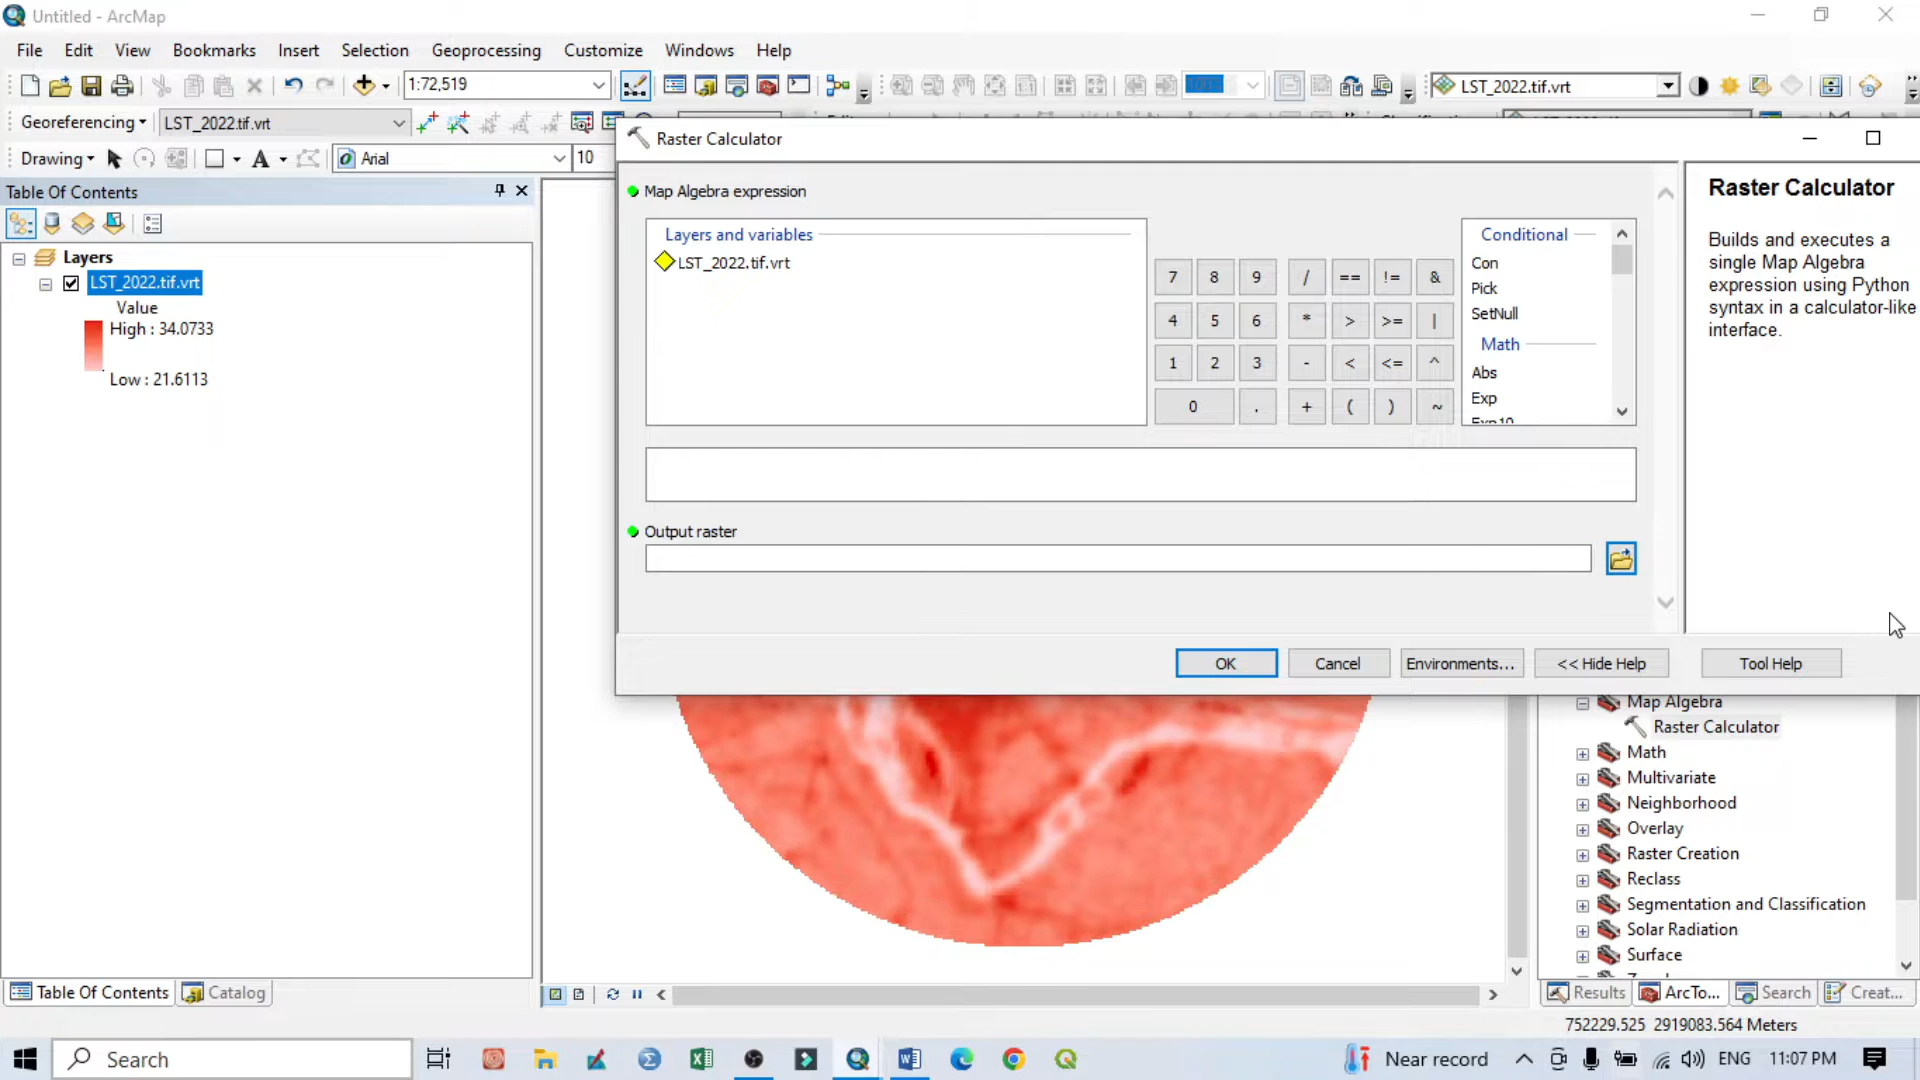 Untitled - ArcMap
File Edit View Bookmarks Insert Selection Geoprocessing Customize Windows Help
1:72,519
LST_2022.tif.vrt
Georeferencing LST_2022.tif.vrt
Drawing A Arial 10
Raster Calculator
Table Of Contents
Layers
LST_2022.tif.vrt
Value
High : 34.0733
Low : 21.6113
Map Algebra expression
Layers and variables
LST_2022.tif.vrt
7 8 9 / == != &
4 5 6 * > >= |
1 2 3 - < <= ^
0 . + ( ) ~
Conditional
Con
Pick
SetNull
Math
Abs
Exp
Exp10
Output raster
OK Cancel Environments... << Hide Help Tool Help
Raster Calculator
Builds and executes a
single Map Algebra
expression using Python
syntax in a calculator-like
interface.
Map Algebra
Raster Calculator
Math
Multivariate
Neighborhood
Overlay
Raster Creation
Reclass
Segmentation and Classification
Solar Radiation
Surface
Table Of Contents Catalog
Results ArcTo... Search Creat...
752229.525 2919083.564 Meters
Search
Near record ENG 11:07 PM